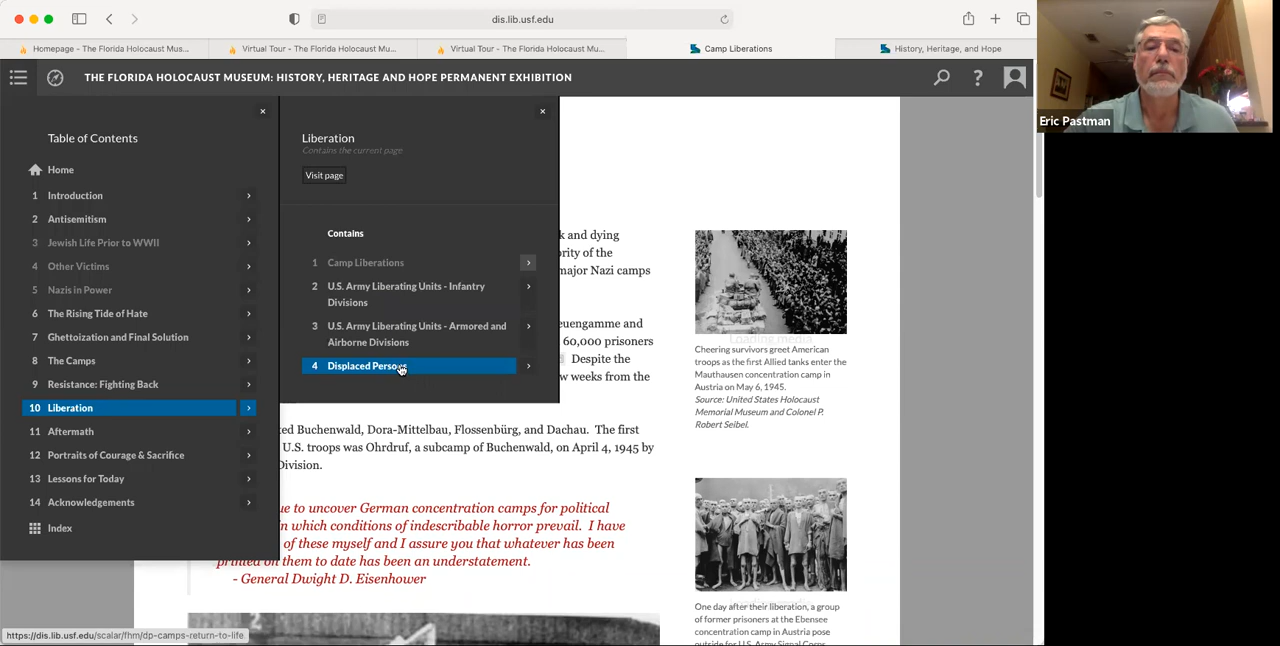 dis.lib.usf.edu
Homepage - The Florida Holocaust Mus...
Virtual Tour - The Florida Holocaust Mu...
Virtual Tour - The Florida Holocaust Mu...
Camp Liberations
History, Heritage, and Hope
THE FLORIDA HOLOCAUST MUSEUM: HISTORY, HERITAGE AND HOPE PERMANENT EXHIBITION
Eric Pastman
Table of Contents
Home
1 Introduction
2 Antisemitism
3 Jewish Life Prior to WWII
4 Other Victims
5 Nazis in Power
6 The Rising Tide of Hate
7 Ghettoization and Final Solution
8 The Camps
9 Resistance: Fighting Back
10 Liberation
11 Aftermath
12 Portraits of Courage & Sacrifice
13 Lessons for Today
14 Acknowledgements
Index
Liberation
Contains the current page
Visit page
Contains
1 Camp Liberations
2 U.S. Army Liberating Units - Infantry
Divisions
3 U.S. Army Liberating Units - Armored and
Airborne Divisions
4 Displaced Persons
k and dying
ority of the
major Nazi camps
euengamme and
60,000 prisoners
Despite the
w weeks from the
ted Buchenwald, Dora-Mittelbau, Flossenbürg, and Dachau. The first
U.S. troops was Ohrdruf, a subcamp of Buchenwald, on April 4, 1945 by
Division.
ue to uncover German concentration camps for political
in which conditions of indescribable horror prevail. I have
of these myself and I assure you that whatever has been
printed on them to date has been an understatement.
- General Dwight D. Eisenhower
Loading media
Cheering survivors greet American
troops as the first Allied tanks enter the
Mauthausen concentration camp in
Austria on May 6, 1945.
Source: United States Holocaust
Memorial Museum and Colonel P.
Robert Seibel.
One day after their liberation, a group
of former prisoners at the Ebensee
concentration camp in Austria pose
outside for U.S. Army Signal Corps
https://dis.lib.usf.edu/scalar/fhm/dp-camps-return-to-life